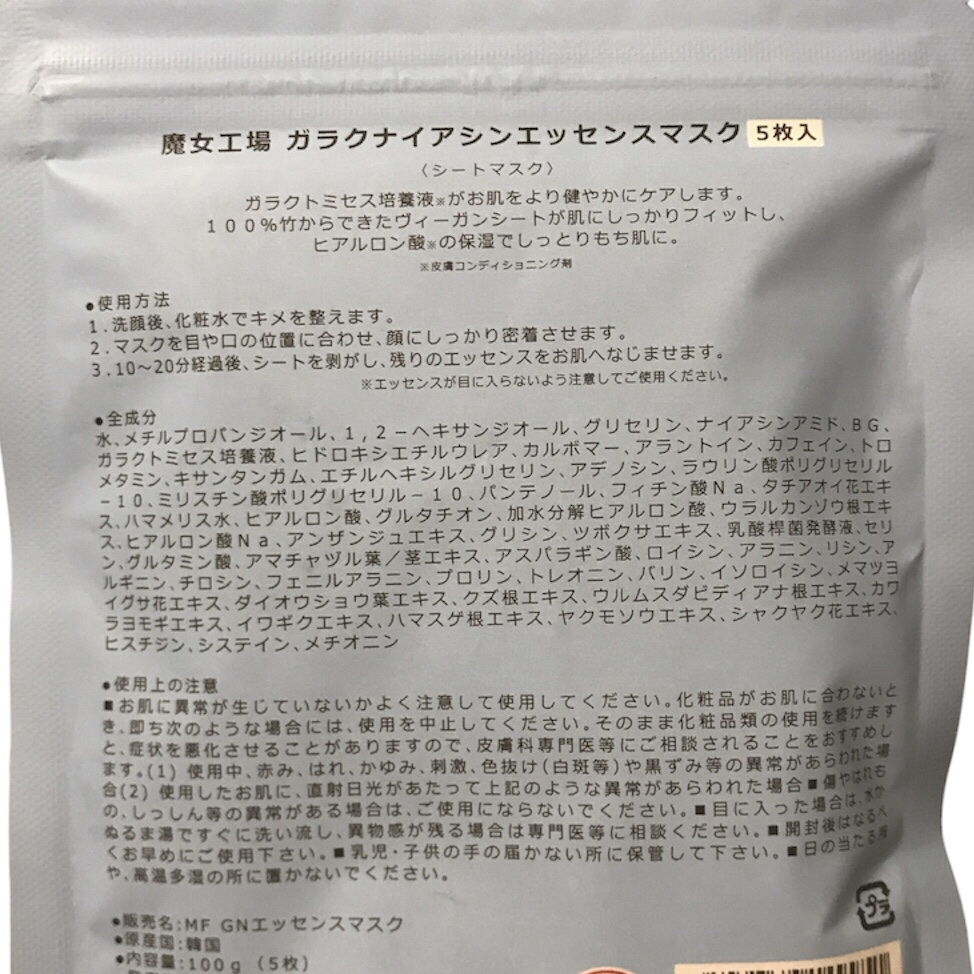 魔女工場 ガラクナイアシンエッセンスマスク 5枚入
〈シートマスク〉
ガラクトミセス培養液※がお肌をより健やかにケアします。
100%竹からできたヴィーガンシートが肌にしっかりフィットし、
ヒアルロン酸※の保湿でしっとりもち肌に。
※皮膚コンディショニング剤
●使用方法
1.洗顔後、化粧水でキメを整えます。
2.マスクを目や口の位置に合わせ、顔にしっかり密着させます。
3.10～20分経過後、シートを剥がし、残りのエッセンスをお肌へなじませます。
※エッセンスが目に入らないよう注意してご使用ください。
●全成分
水、メチルプロパンジオール、1,2-ヘキサンジオール、グリセリン、ナイアシンアミド、BG、
ガラクトミセス培養液、ヒドロキシエチルウレア、カルボマー、アラントイン、カフェイン、トロ
メタミン、キサンタンガム、エチルヘキシルグリセリン、アデノシン、ラウリン酸ポリグリセリル
-10、ミリスチン酸ポリグリセリル-10、パンテノール、フィチン酸Na、タチアオイ花エキ
ス、ハマメリス水、ヒアルロン酸、グルタチオン、加水分解ヒアルロン酸、ウラルカンゾウ根エキ
ス、ヒアルロン酸Na、アンザンジュエキス、グリシン、ツボクサエキス、乳酸桿菌発酵液、セリ
ン、グルタミン酸、アマチャヅル葉/茎エキス、アスパラギン酸、ロイシン、アラニン、リシン、ア
ルギニン、チロシン、フェニルアラニン、プロリン、トレオニン、バリン、イソロイシン、メマツヨ
イグサ花エキス、ダイオウショウ葉エキス、クズ根エキス、ウルムスダビディアナ根エキス、カワ
ラヨモギエキス、イワギクエキス、ハマスゲ根エキス、ヤクモソウエキス、シャクヤク花エキス、
ヒスチジン、システイン、メチオニン
●使用上の注意
■お肌に異常が生じていないかよく注意して使用してください。化粧品がお肌に合わないと
き、即ち次のような場合には、使用を中止してください。そのまま化粧品類の使用を続けます
と、症状を悪化させることがありますので、皮膚科専門医等にご相談されることをおすすめし
ます。(1) 使用中、赤み、はれ、かゆみ、刺激、色抜け(白斑等)や黒ずみ等の異常があらわれた場
合(2) 使用したお肌に、直射日光があたって上記のような異常があらわれた場合■傷やはれも
の、しっしん等の異常がある場合は、ご使用にならないでください。■目に入った場合は、水か
ぬるま湯ですぐに洗い流し、異物感が残る場合は専門医等に相談ください。■開封後はなるべ
くお早めにご使用下さい。■乳児・子供の手の届かない所に保管して下さい。■日の当たる所
や、高温多湿の所に置かないでください。
プラ
●販売名:MF GNエッセンスマスク
●原産国:韓国
●内容量:100g (5枚)